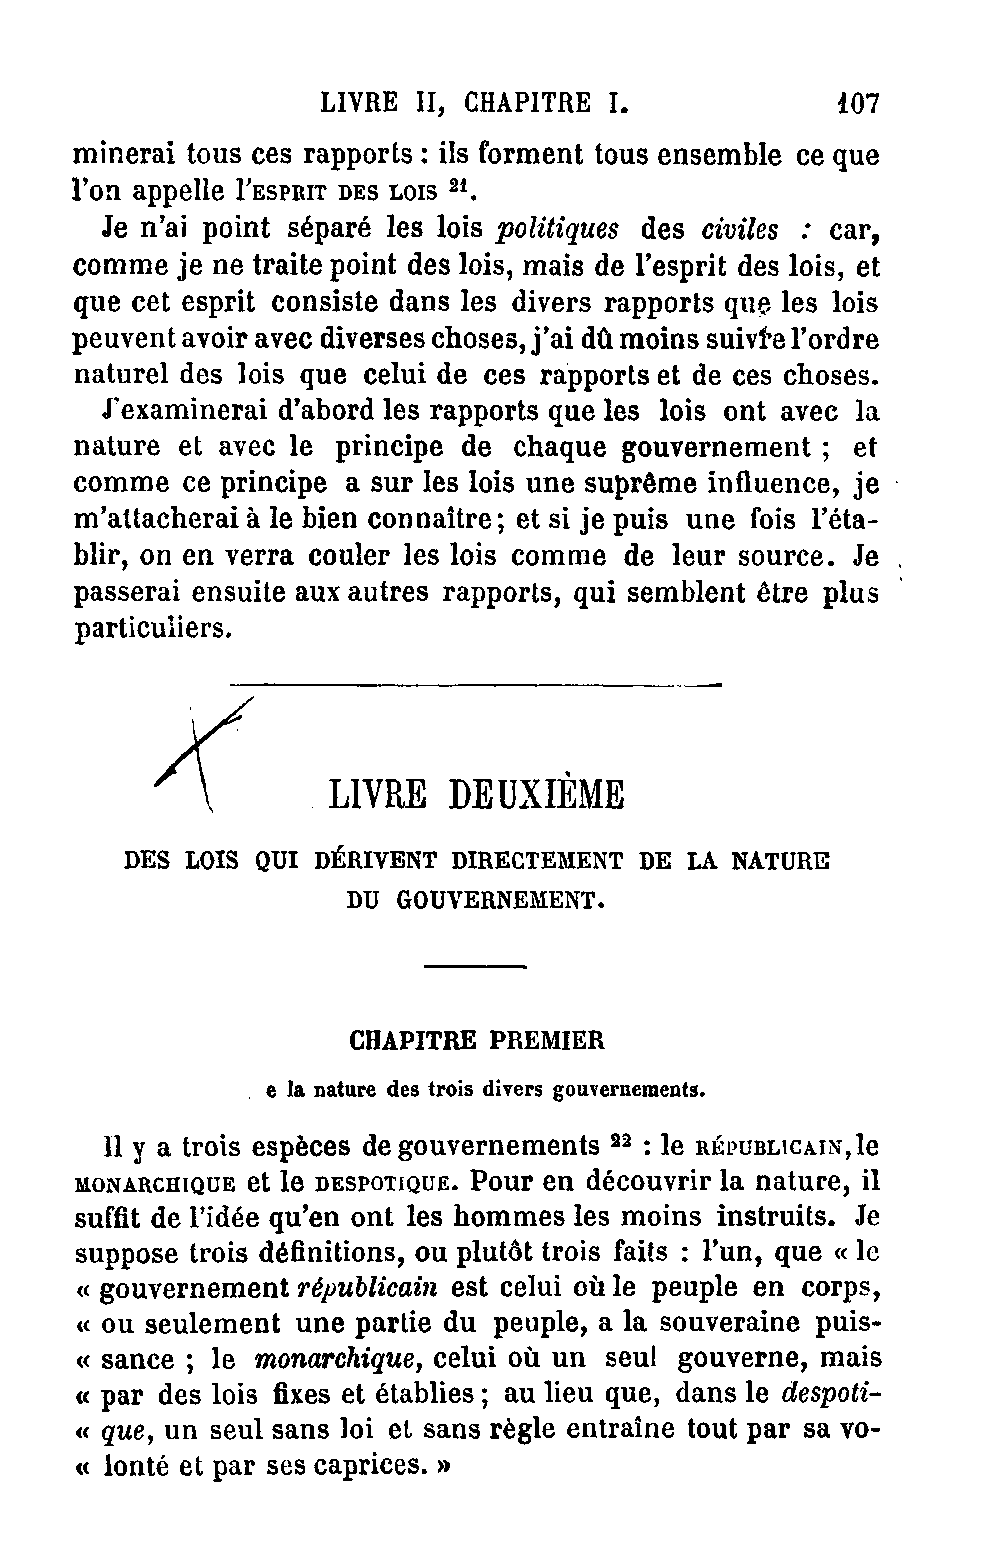 LIVRE II, CHAPITRE I. 107
minerai tous ces rapports : ils forment tous ensemble ce que
l'on appelle l'ESPRIT DES LOIS 21.
Je n'ai point séparé les lois politiques des civiles : car,
comme je ne traite point des lois, mais de l'esprit des lois, et
que cet esprit consiste dans les divers rapports que les lois
peuvent avoir avec diverses choses, j'ai dû moins suivre l'ordre
naturel des lois que celui de ces rapports et de ces choses.
J'examinerai d'abord les rapports que les lois ont avec la
nature et avec le principe de chaque gouvernement ; et
comme ce principe a sur les lois une suprême influence, je
m'attacherai à le bien connaître ; et si je puis une fois l'éta-
blir, on en verra couler les lois comme de leur source. Je
passerai ensuite aux autres rapports, qui semblent être plus
particuliers.
LIVRE DEUXIÈME
DES LOIS QUI DÉRIVENT DIRECTEMENT DE LA NATURE
DU GOUVERNEMENT.
CHAPITRE PREMIER
e la nature des trois divers gouvernements.
Il y a trois espèces de gouvernements 22 : le RÉPUBLICAIN, le
MONARCHIQUE et le DESPOTIQUE. Pour en découvrir la nature, il
suffit de l'idée qu'en ont les hommes les moins instruits. Je
suppose trois définitions, ou plutôt trois faits : l'un, que « le
« gouvernement républicain est celui où le peuple en corps,
« ou seulement une partie du peuple, a la souveraine puis-
« sance ; le monarchique, celui où un seul gouverne, mais
« par des lois fixes et établies ; au lieu que, dans le despoti-
« que, un seul sans loi et sans règle entraîne tout par sa vo-
« lonté et par ses caprices. »